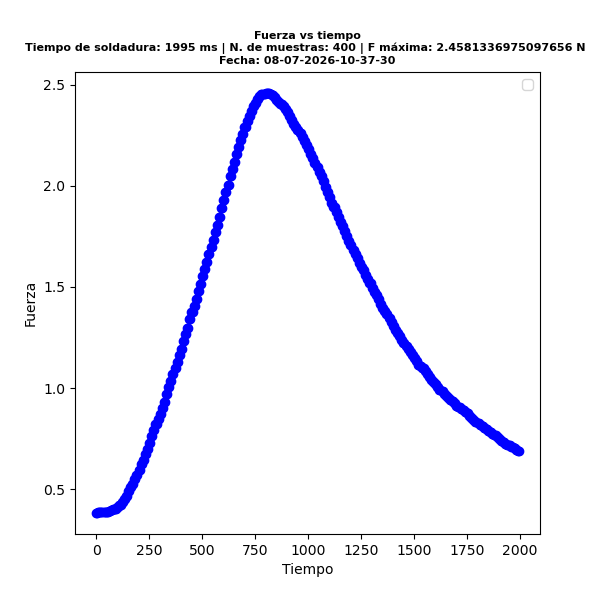 Fuerza vs tiempo
Tiempo de soldadura: 1995 ms | N. de muestras: 400 | F máxima: 2.4581336975097656 N
Fecha: 08-07-2026-10-37-30
2.5
2.0
1.5
1.0
0.5
Fuerza
0 250 500 750 1000 1250 1500 1750 2000
Tiempo